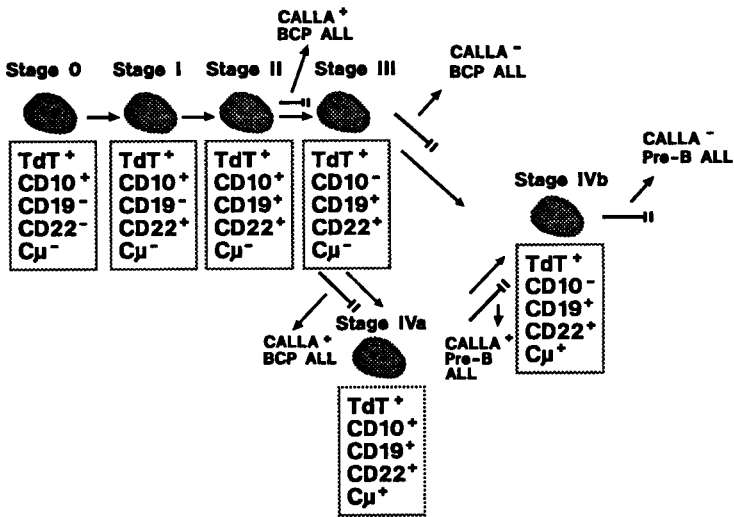 CALLA⁺
BCP ALL
CALLA⁻
BCP ALL
Stage 0
Stage I
Stage II
Stage III
TdT⁺
CD10⁺
CD19⁻
CD22⁻
Cμ⁻
TdT⁺
CD10⁺
CD19⁻
CD22⁺
Cμ⁻
TdT⁺
CD10⁺
CD19⁺
CD22⁺
Cμ⁻
TdT⁺
CD10⁻
CD19⁺
CD22⁺
Cμ⁻
CALLA⁻
Pre-B ALL
Stage IVb
TdT⁺
CD10⁻
CD19⁺
CD22⁺
Cμ⁺
CALLA⁺
BCP ALL
Stage IVa
CALLA⁺
Pre-B
ALL
TdT⁺
CD10⁺
CD19⁺
CD22⁺
Cμ⁺